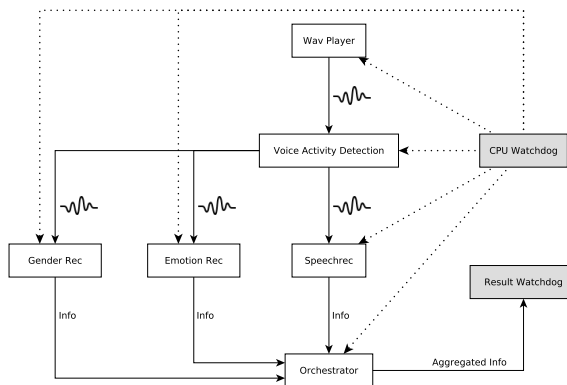 Wav Player
Voice Activity Detection
CPU Watchdog
Gender Rec
Emotion Rec
Speechrec
Result Watchdog
Info
Info
Info
Aggregated Info
Orchestrator